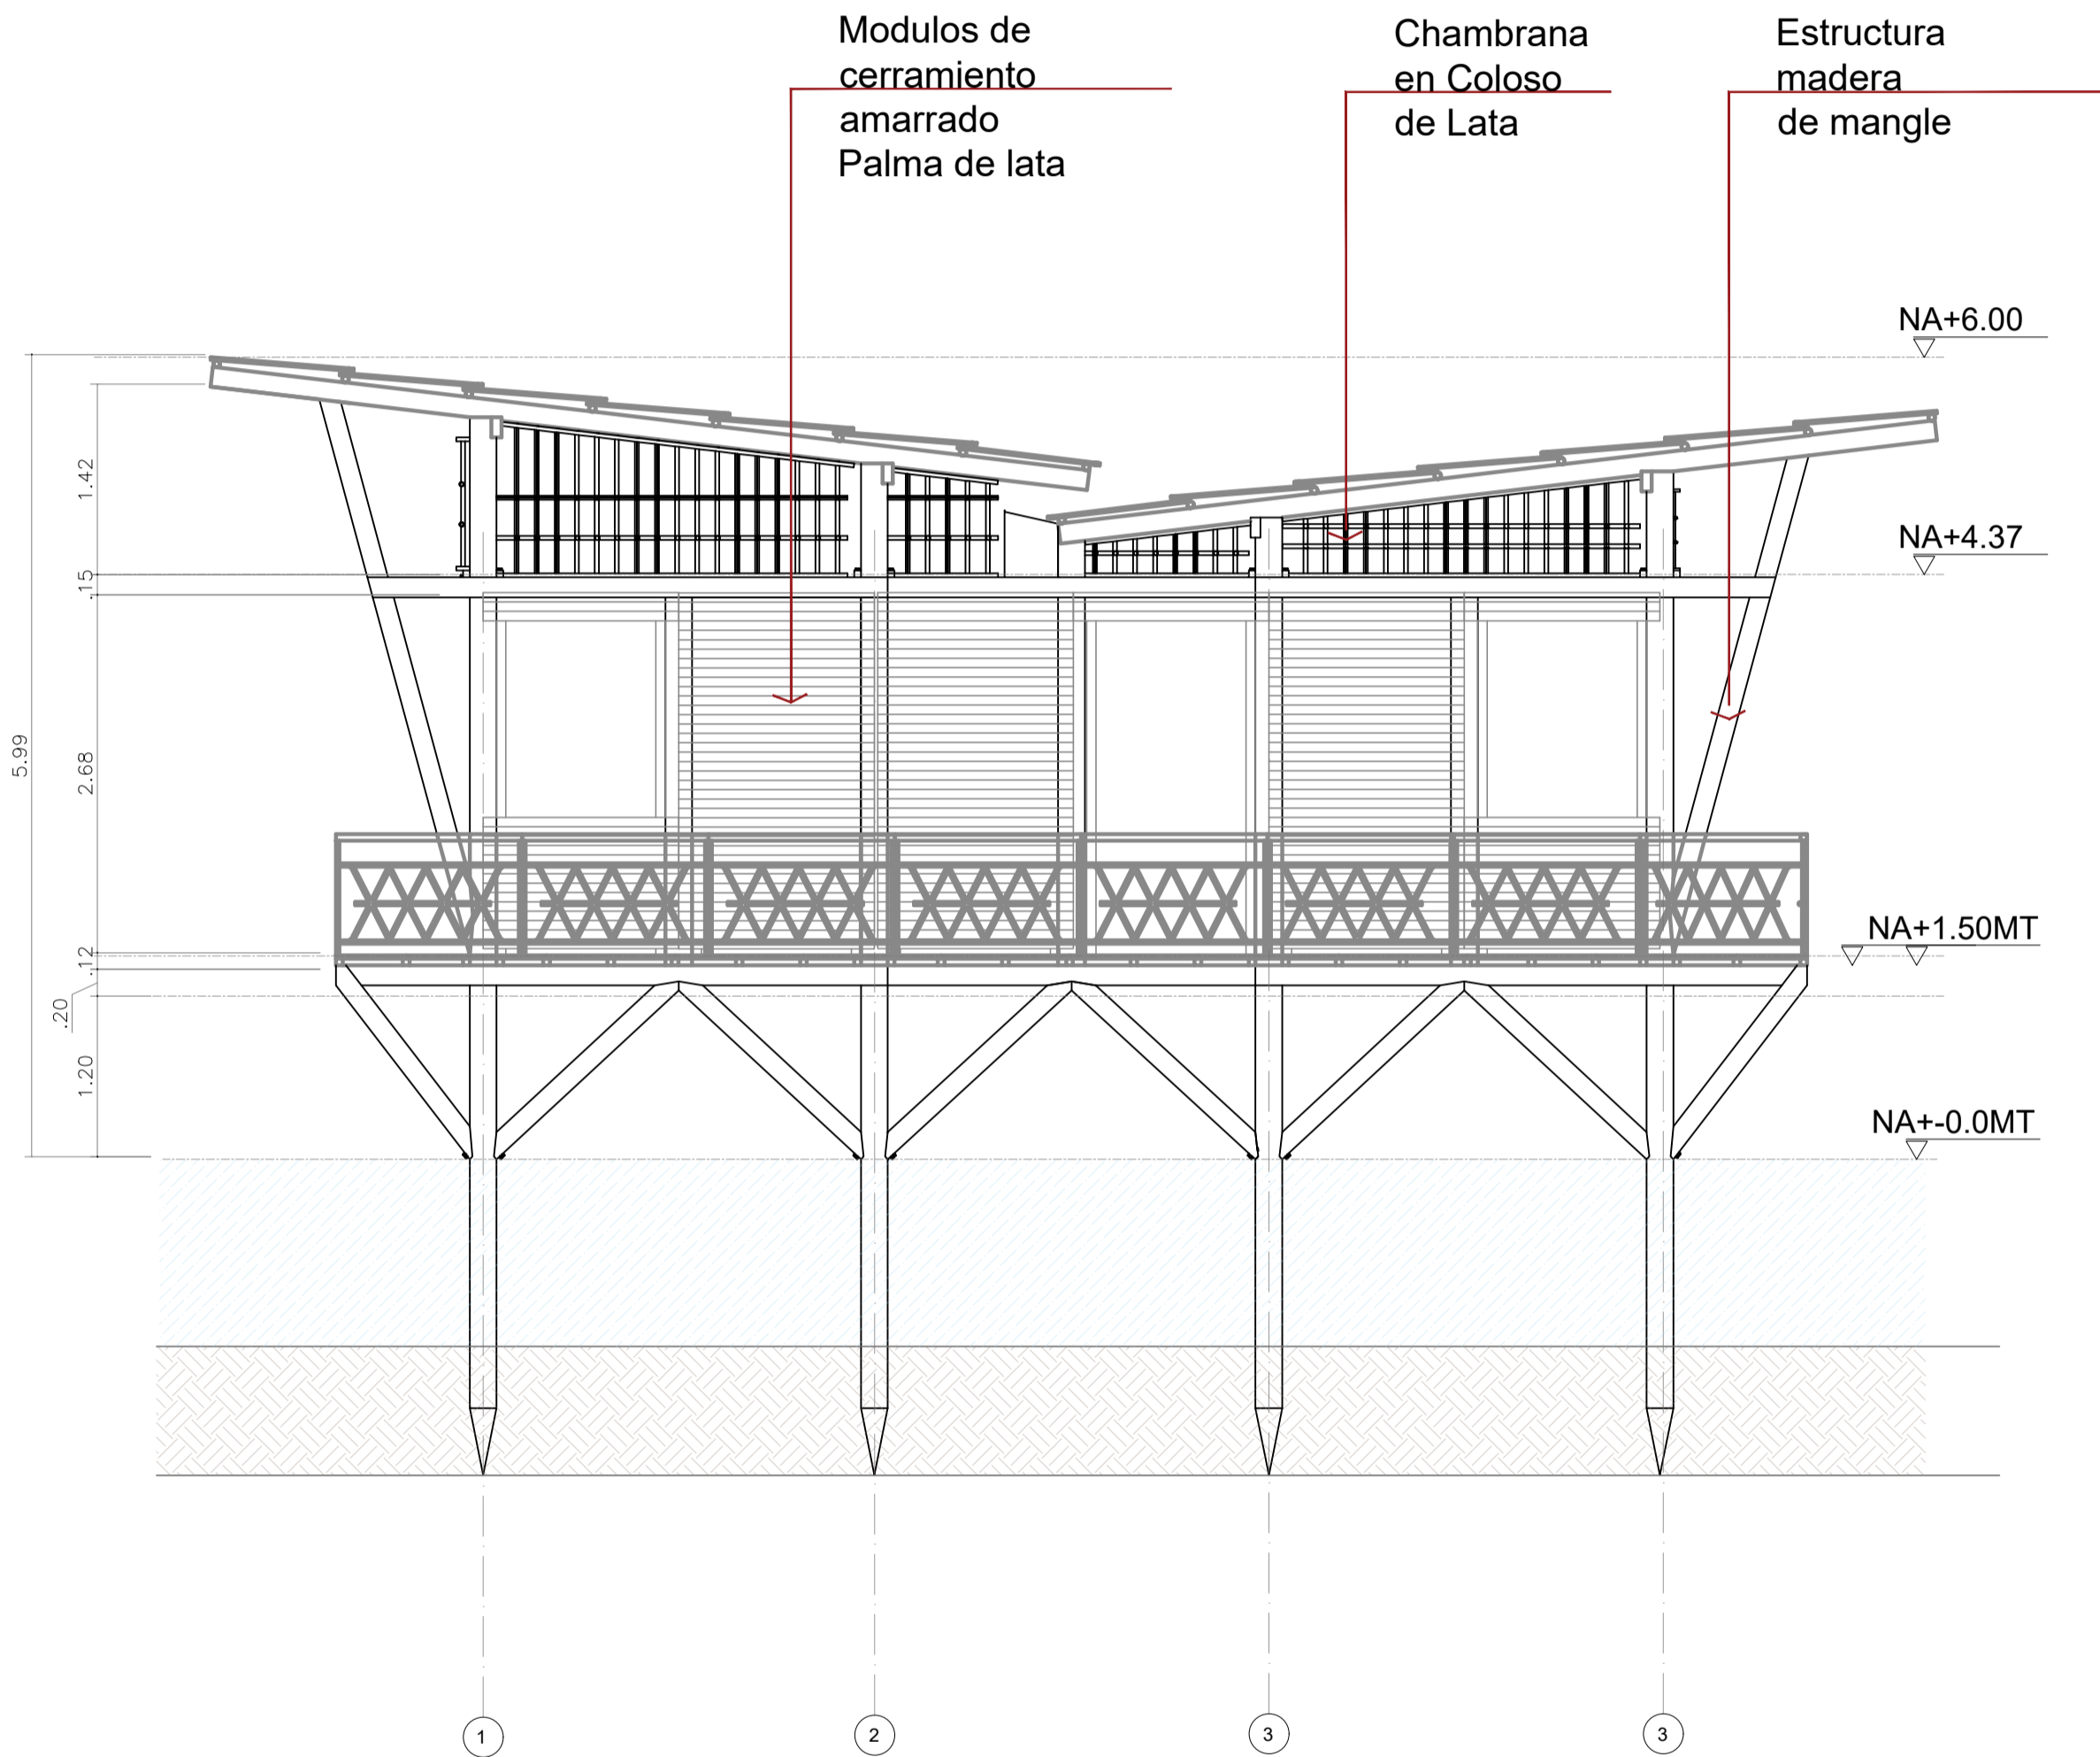 Modulos de
cerramiento
amarrado
Palma de lata
Chambrana
en Coloso
de Lata
Estructura
madera
de mangle
NA+6.00
NA+4.37
NA+1.50MT
NA+-0.0MT
5.99
1.42
.15
2.68
.12
.20
1.20
1
2
3
3